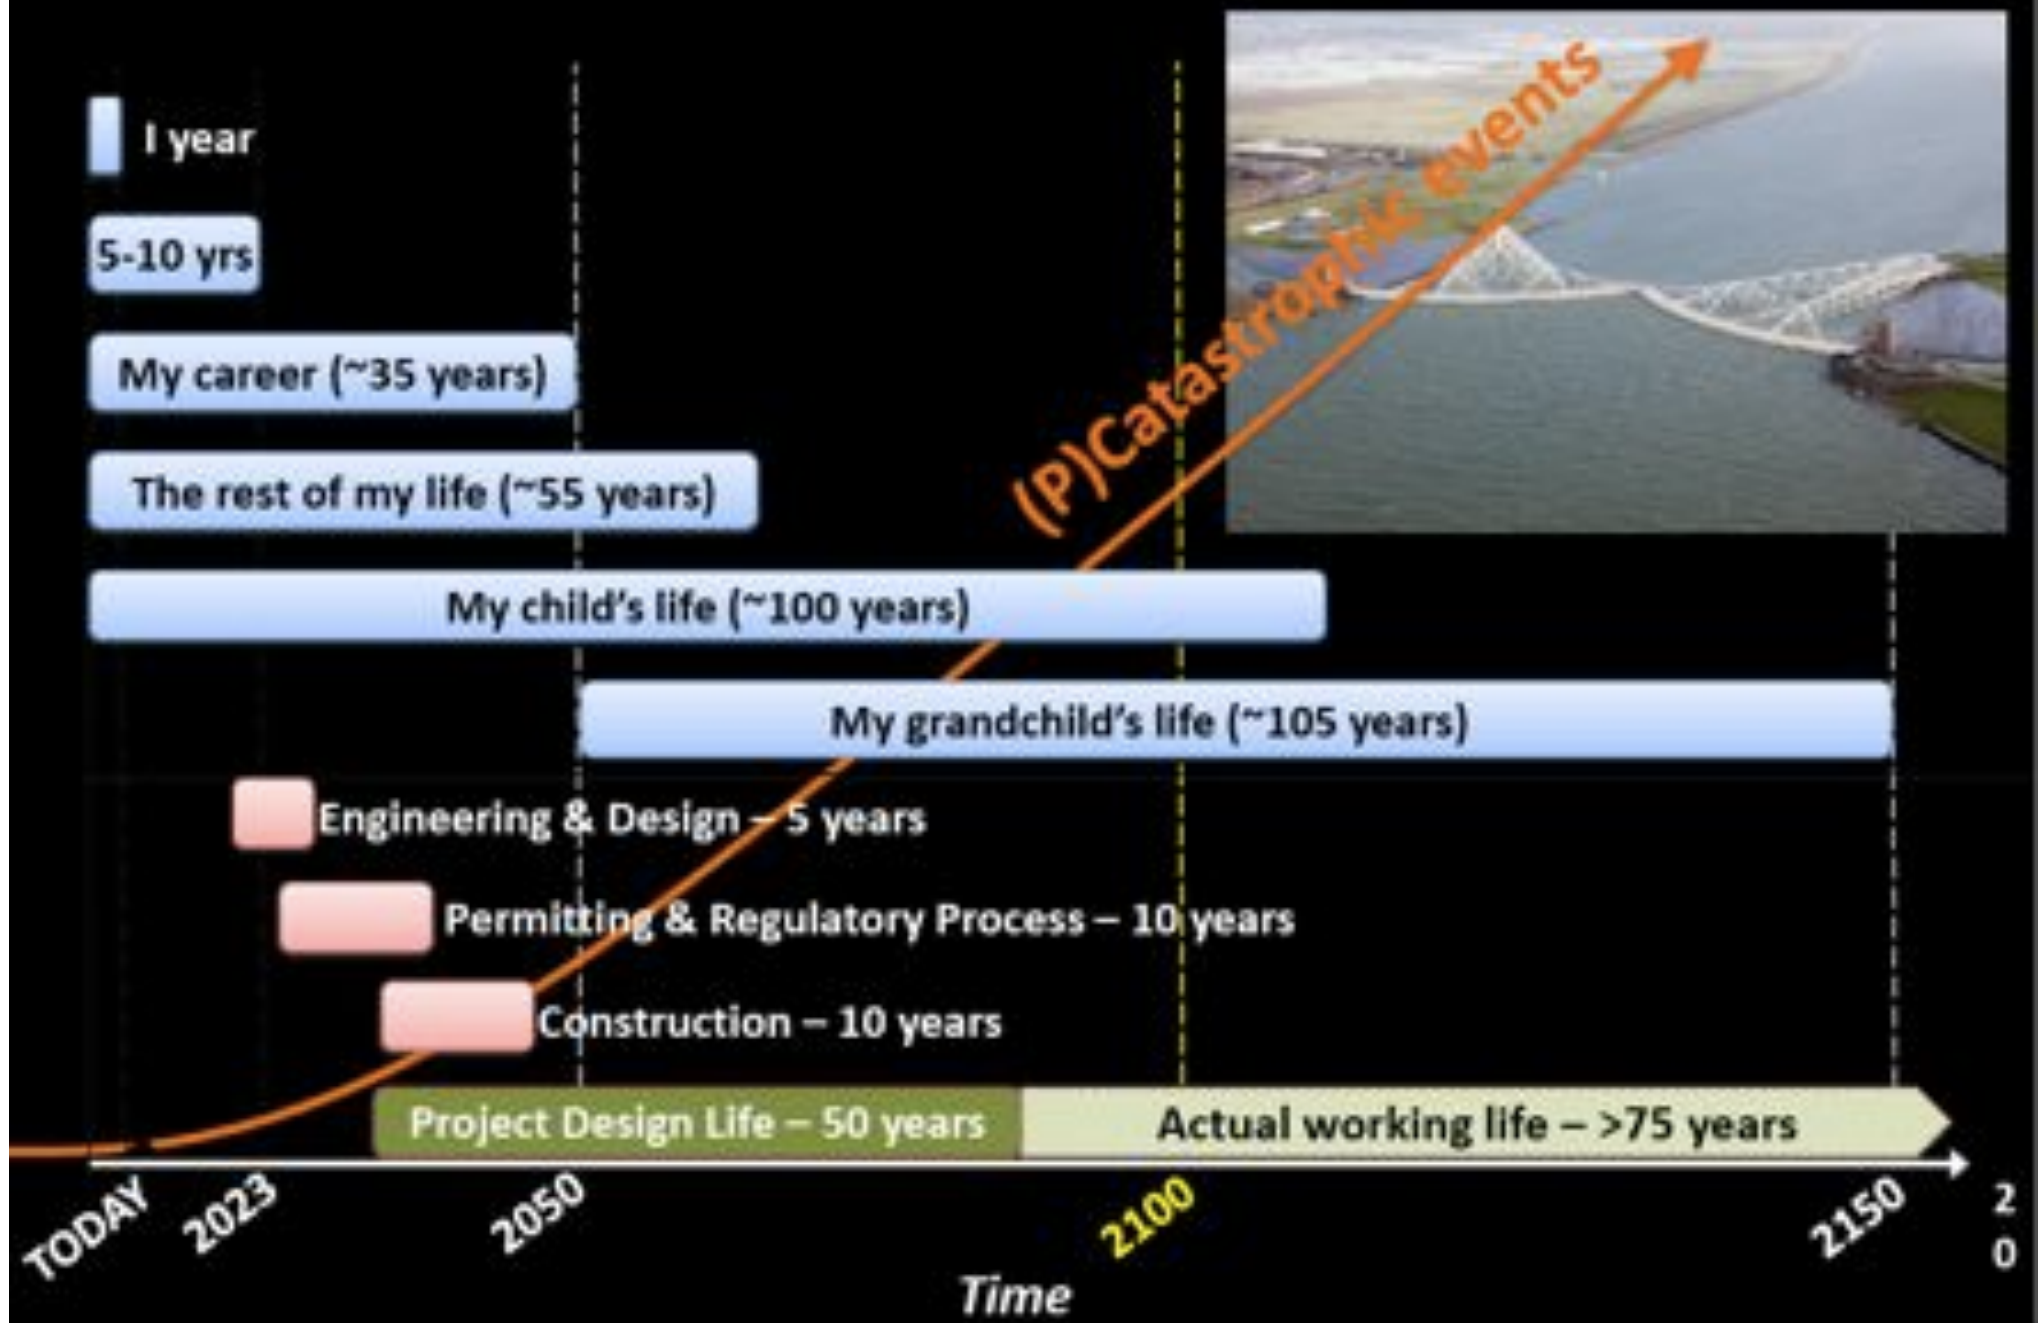 1 year
5-10 yrs
My career (~35 years)
The rest of my life (~55 years)
(P)Catastrophic events
My child's life (~100 years)
My grandchild's life (~105 years)
Engineering & Design – 5 years
Permitting & Regulatory Process – 10 years
Construction – 10 years
Project Design Life – 50 years
Actual working life – >75 years
TODAY
2023
2050
2100
2150
2
0
Time